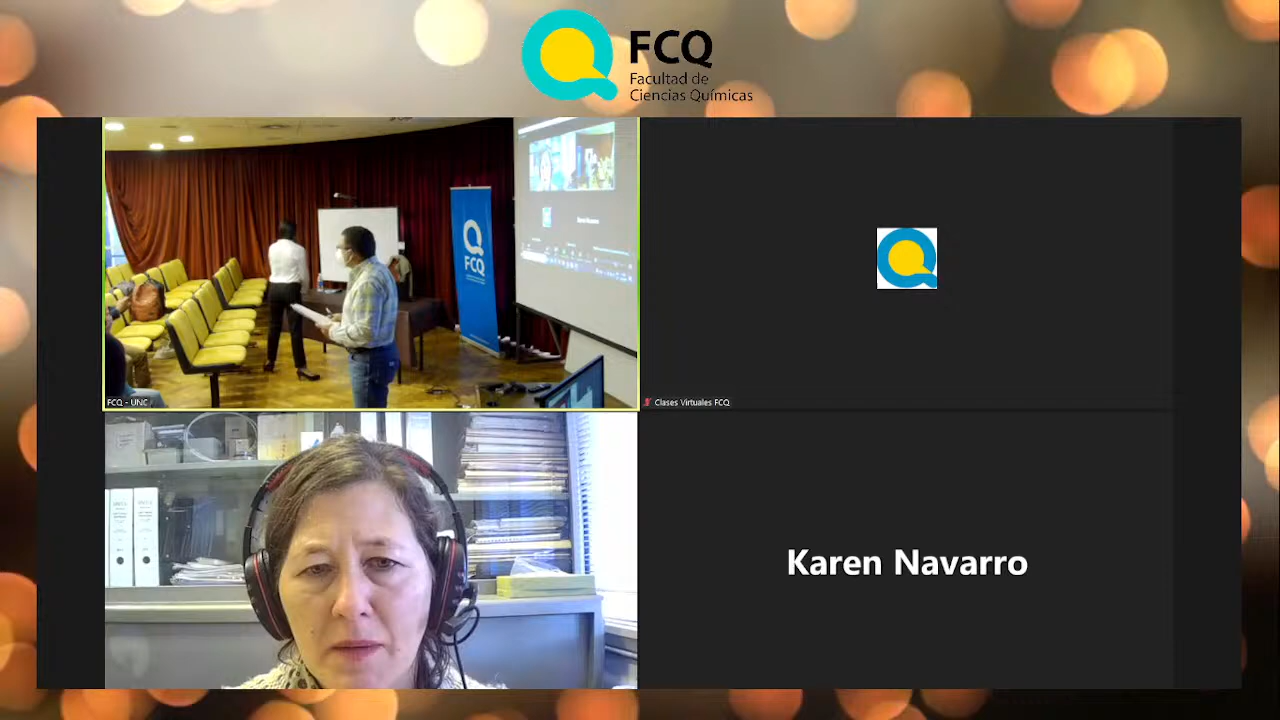 FCQ
Facultad de
Ciencias Químicas
FCQ
FCQ - UNC
Clases Virtuales FCQ
Karen Navarro